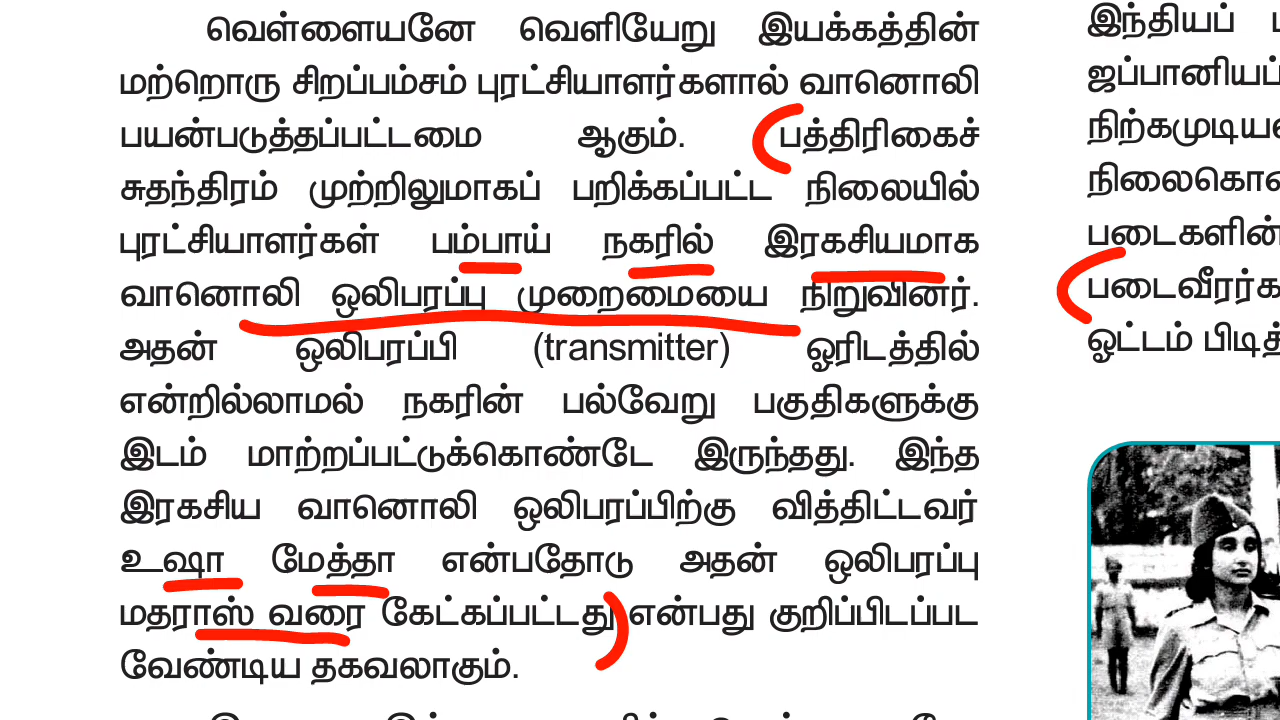 வெள்ளையனே வெளியேறு இயக்கத்தின்
மற்றொரு சிறப்பம்சம் புரட்சியாளர்களால் வானொலி
பயன்படுத்தப்பட்டமை ஆகும். பத்திரிகைச்
சுதந்திரம் முற்றிலுமாகப் பறிக்கப்பட்ட நிலையில்
புரட்சியாளர்கள் பம்பாய் நகரில் இரகசியமாக
வானொலி ஒலிபரப்பு முறைமையை நிறுவினர்.
அதன் ஒலிபரப்பி (transmitter) ஓரிடத்தில்
என்றில்லாமல் நகரின் பல்வேறு பகுதிகளுக்கு
இடம் மாற்றப்பட்டுக்கொண்டே இருந்தது. இந்த
இரகசிய வானொலி ஒலிபரப்பிற்கு வித்திட்டவர்
உஷா மேத்தா என்பதோடு அதன் ஒலிபரப்பு
மதராஸ் வரை கேட்கப்பட்டது என்பது குறிப்பிடப்பட
வேண்டிய தகவலாகும்.
இந்தியப்
ஜப்பானியப்
படைகளின்
ஓட்டம்